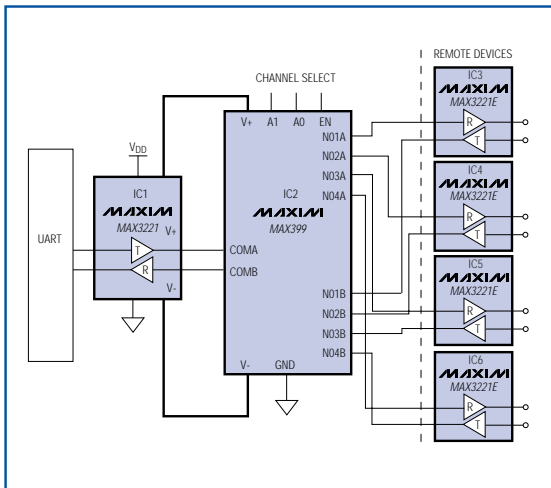 REMOTE DEVICES
CHANNEL SELECT
V+ A1 A0 EN
VDD
UART
IC1
MAXIM
MAX3221
V+
T
R
V-
IC2
MAXIM
MAX399
COMA
COMB
N01A
N02A
N03A
N04A
N01B
N02B
N03B
N04B
V- GND
IC3
MAXIM
MAX3221E
R
T
IC4
MAXIM
MAX3221E
R
T
IC5
MAXIM
MAX3221E
R
T
IC6
MAXIM
MAX3221E
R
T